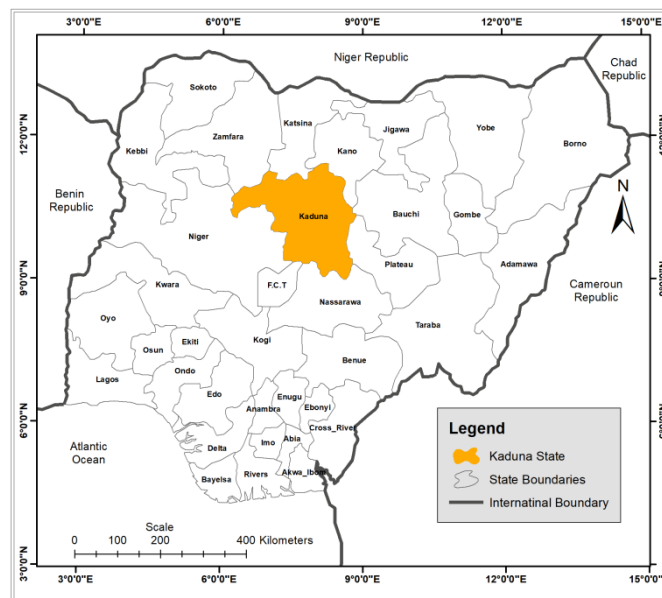 3°0'0"E 6°0'0"E 9°0'0"E 12°0'0"E 15°0'0"E
Niger Republic
Chad
Republic
Sokoto
Katsina
Jigawa
Yobe
Zamfara
Borno
12°0'0"N
Kebbi
Kano
Benin
Republic
N
Kaduna
Bauchi
Gombe
Niger
Adamawa
Plateau
9°0'0"N
F.C.T
Cameroun
Republic
Kwara
Nassarawa
Oyo
Taraba
Kogi
Ekiti
Osun
Benue
Ondo
Lagos
Edo
Enugu
Anambra
Ebonyi
6°0'0"N
Cross_River
Atlantic
Ocean
Delta
Imo
Abia
Bayelsa
Rivers
Akwa_Ibom
Legend
Kaduna State
State Boundaries
Internatinal Boundary
Scale
0 100 200 400 Kilometers
3°0'0"N
3°0'0"E 6°0'0"E 9°0'0"E 12°0'0"E 15°0'0"E